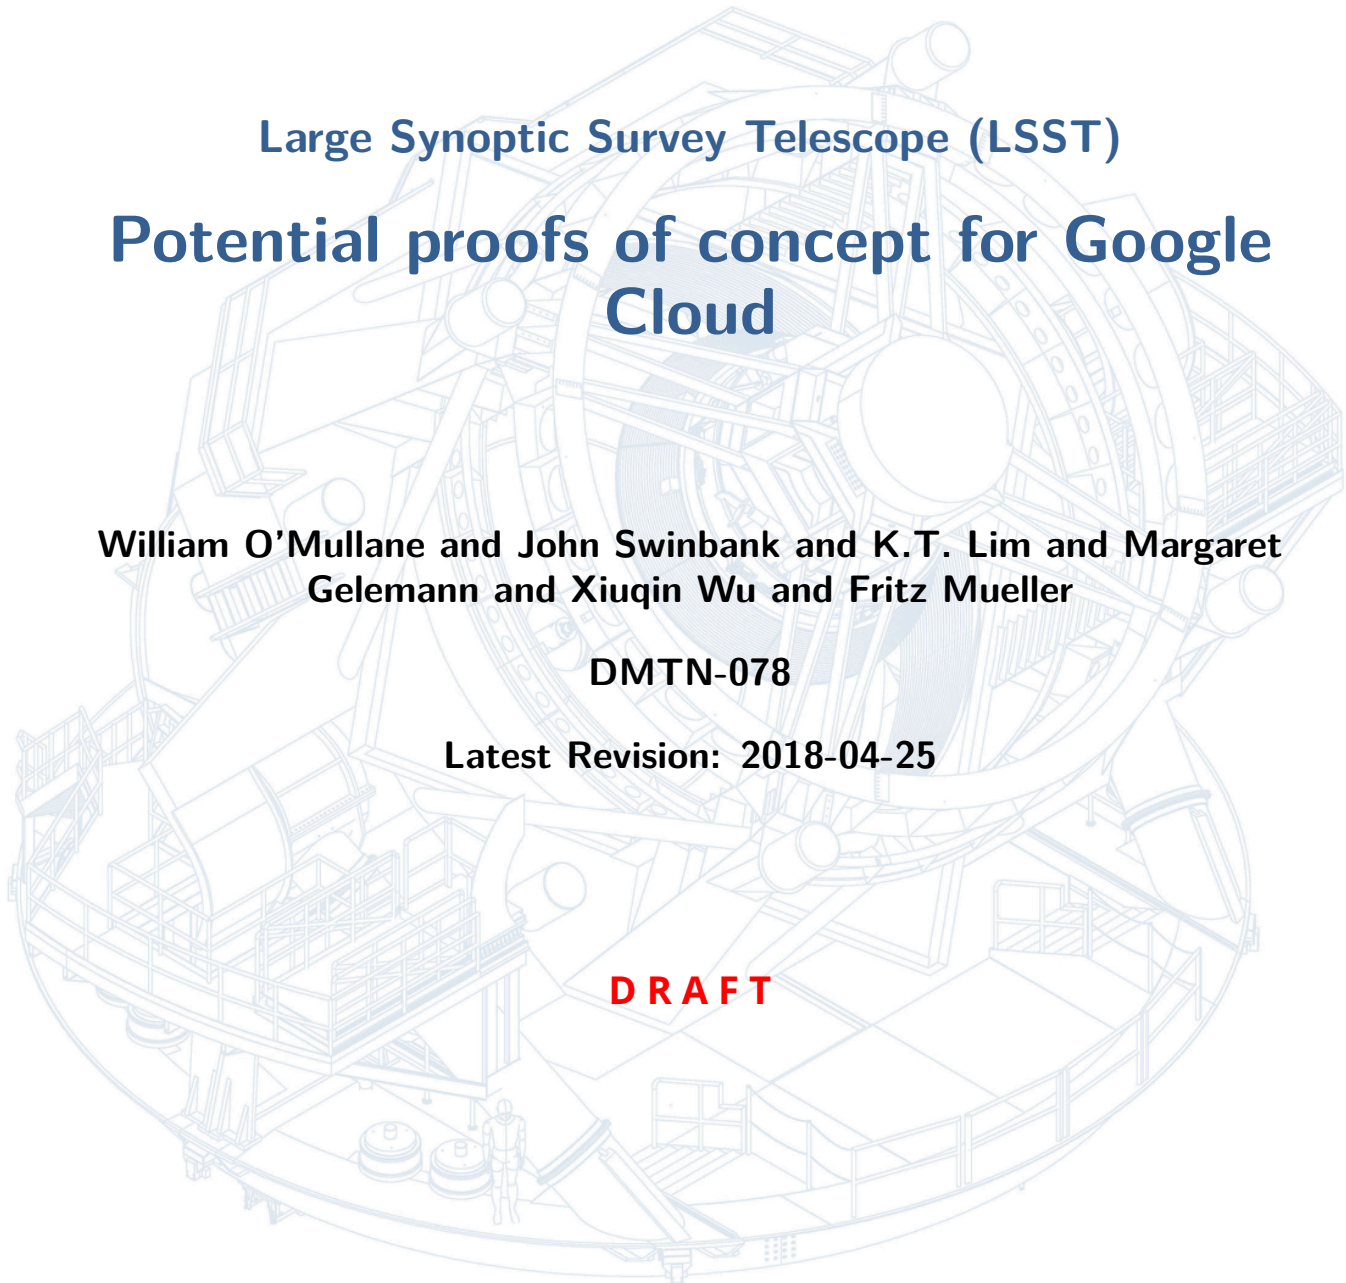 Large Synoptic Survey Telescope (LSST)
Potential proofs of concept for Google
Cloud
William O'Mullane and John Swinbank and K.T. Lim and Margaret
Gelemann and Xiuqin Wu and Fritz Mueller
DMTN-078
Latest Revision: 2018-04-25
D R A F T